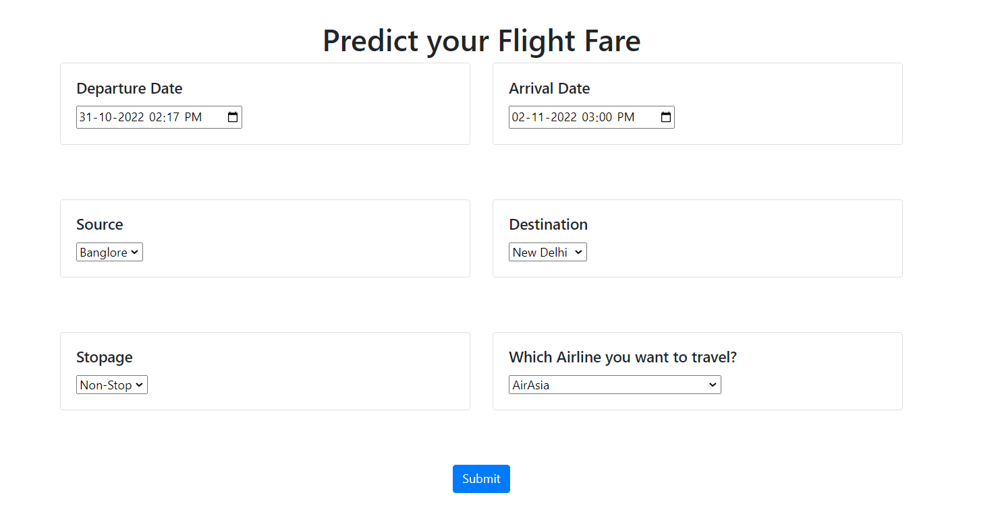 Predict your Flight Fare
Departure Date
31-10-2022 02:17 PM
Arrival Date
02-11-2022 03:00 PM
Source
Banglore
Destination
New Delhi
Stopage
Non-Stop
Which Airline you want to travel?
AirAsia
Submit